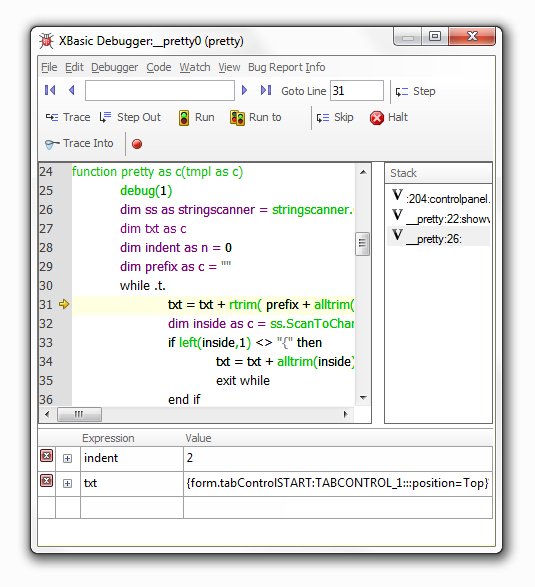 XBasic Debugger:__pretty0 (pretty)
File Edit Debugger Code Watch View Bug Report Info
Goto Line 31 Step
Trace Step Out Run Run to Skip Halt
Trace Into
24 function pretty as c(tmpl as c)
25 debug(1)
26 dim ss as stringscanner = stringscanner.
27 dim txt as c
28 dim indent as n = 0
29 dim prefix as c = ""
30 while .t.
31 txt = txt + rtrim( prefix + alltrim(
32 dim inside as c = ss.ScanToChar
33 if left(inside,1) <> "{" then
34 txt = txt + alltrim(inside)
35 exit while
36 end if
Stack
V :204:controlpanel.
V __pretty:22:showv
V __pretty:26:
Expression Value
indent 2
txt {form.tabControlSTART:TABCONTROL_1:::position=Top}